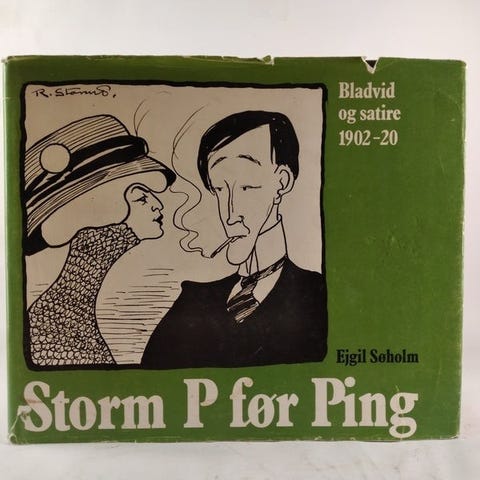 R. Storm P.
Bladvid
og satire
1902-20
Ejgil Søholm
Storm P før Ping